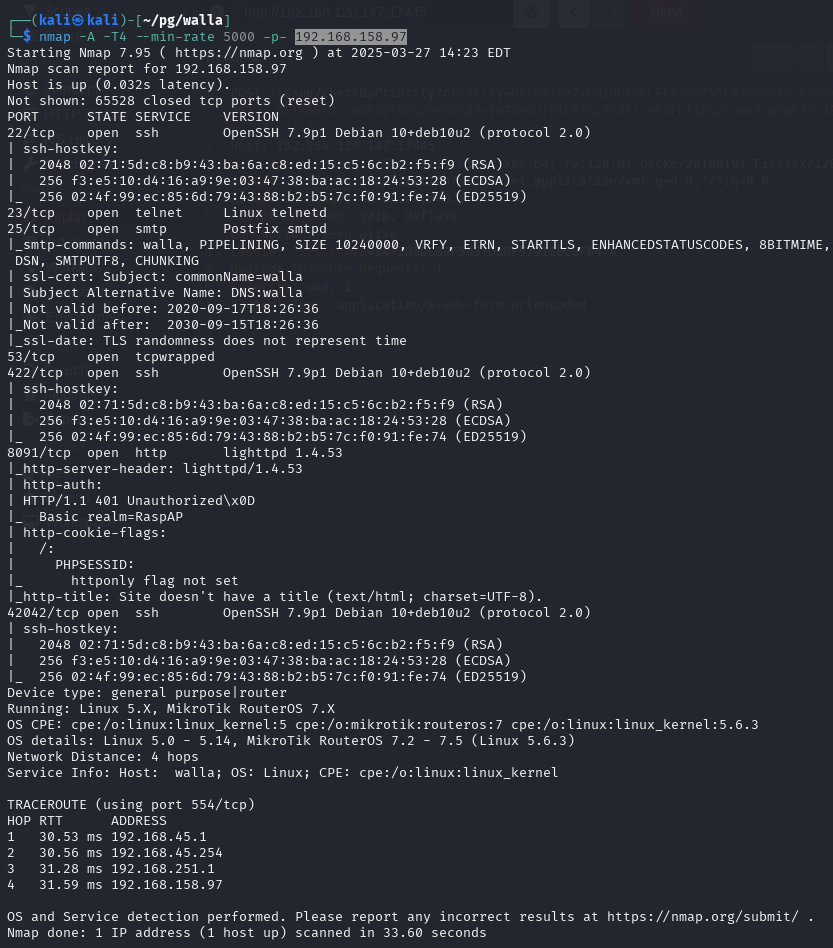 ┌──(kali㉿kali)-[~/pg/walla]
└─$ nmap -A -T4 --min-rate 5000 -p- 192.168.158.97
Starting Nmap 7.95 ( https://nmap.org ) at 2025-03-27 14:23 EDT
Nmap scan report for 192.168.158.97
Host is up (0.032s latency).
Not shown: 65528 closed tcp ports (reset)
PORT      STATE SERVICE    VERSION
22/tcp    open  ssh        OpenSSH 7.9p1 Debian 10+deb10u2 (protocol 2.0)
| ssh-hostkey:
|   2048 02:71:5d:c8:b9:43:ba:6a:c8:ed:15:c5:6c:b2:f5:f9 (RSA)
|   256 f3:e5:10:d4:16:a9:9e:03:47:38:ba:ac:18:24:53:28 (ECDSA)
|_  256 02:4f:99:ec:85:6d:79:43:88:b2:b5:7c:f0:91:fe:74 (ED25519)
23/tcp    open  telnet     Linux telnetd
25/tcp    open  smtp       Postfix smtpd
|_smtp-commands: walla, PIPELINING, SIZE 10240000, VRFY, ETRN, STARTTLS, ENHANCEDSTATUSCODES, 8BITMIME,
 DSN, SMTPUTF8, CHUNKING
| ssl-cert: Subject: commonName=walla
| Subject Alternative Name: DNS:walla
| Not valid before: 2020-09-17T18:26:36
|_Not valid after:  2030-09-15T18:26:36
|_ssl-date: TLS randomness does not represent time
53/tcp    open  tcpwrapped
422/tcp   open  ssh        OpenSSH 7.9p1 Debian 10+deb10u2 (protocol 2.0)
| ssh-hostkey:
|   2048 02:71:5d:c8:b9:43:ba:6a:c8:ed:15:c5:6c:b2:f5:f9 (RSA)
|   256 f3:e5:10:d4:16:a9:9e:03:47:38:ba:ac:18:24:53:28 (ECDSA)
|_  256 02:4f:99:ec:85:6d:79:43:88:b2:b5:7c:f0:91:fe:74 (ED25519)
8091/tcp  open  http       lighttpd 1.4.53
|_http-server-header: lighttpd/1.4.53
| http-auth:
| HTTP/1.1 401 Unauthorized\x0D
|_  Basic realm=RaspAP
| http-cookie-flags:
|   /:
|     PHPSESSID:
|_      httponly flag not set
|_http-title: Site doesn't have a title (text/html; charset=UTF-8).
42042/tcp open  ssh        OpenSSH 7.9p1 Debian 10+deb10u2 (protocol 2.0)
| ssh-hostkey:
|   2048 02:71:5d:c8:b9:43:ba:6a:c8:ed:15:c5:6c:b2:f5:f9 (RSA)
|   256 f3:e5:10:d4:16:a9:9e:03:47:38:ba:ac:18:24:53:28 (ECDSA)
|_  256 02:4f:99:ec:85:6d:79:43:88:b2:b5:7c:f0:91:fe:74 (ED25519)
Device type: general purpose|router
Running: Linux 5.X, MikroTik RouterOS 7.X
OS CPE: cpe:/o:linux:linux_kernel:5 cpe:/o:mikrotik:routeros:7 cpe:/o:linux:linux_kernel:5.6.3
OS details: Linux 5.0 - 5.14, MikroTik RouterOS 7.2 - 7.5 (Linux 5.6.3)
Network Distance: 4 hops
Service Info: Host:  walla; OS: Linux; CPE: cpe:/o:linux:linux_kernel

TRACEROUTE (using port 554/tcp)
HOP RTT      ADDRESS
1   30.53 ms 192.168.45.1
2   30.56 ms 192.168.45.254
3   31.28 ms 192.168.251.1
4   31.59 ms 192.168.158.97

OS and Service detection performed. Please report any incorrect results at https://nmap.org/submit/ .
Nmap done: 1 IP address (1 host up) scanned in 33.60 seconds